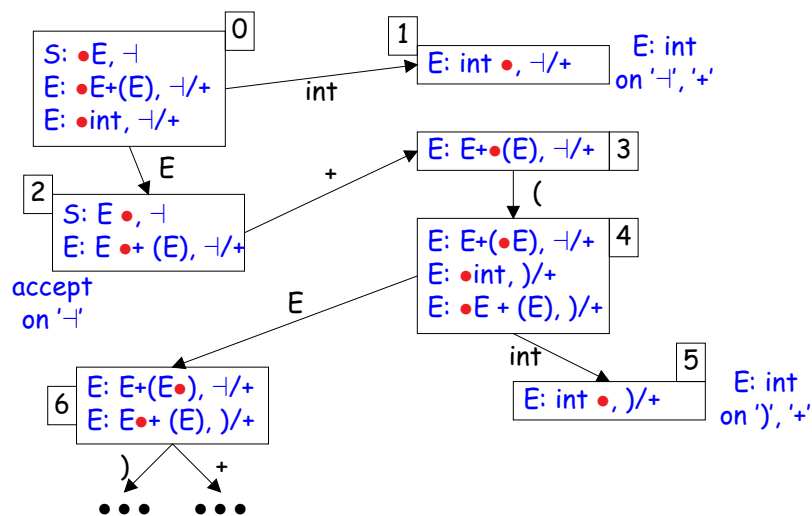 0
S: ●E, ⊣
E: ●E+(E), ⊣/+
E: ●int, ⊣/+
int
1
E: int ●, ⊣/+
E: int
on '⊣', '+'
E
2
S: E ●, ⊣
E: E ●+ (E), ⊣/+
accept
on '⊣'
+
E: E+●(E), ⊣/+
3
(
4
E: E+(●E), ⊣/+
E: ●int, )/+
E: ●E + (E), )/+
E
int
5
E: int ●, )/+
E: int
on ')', '+'
6
E: E+(E●), ⊣/+
E: E●+ (E), )/+
)
+
●●●
●●●